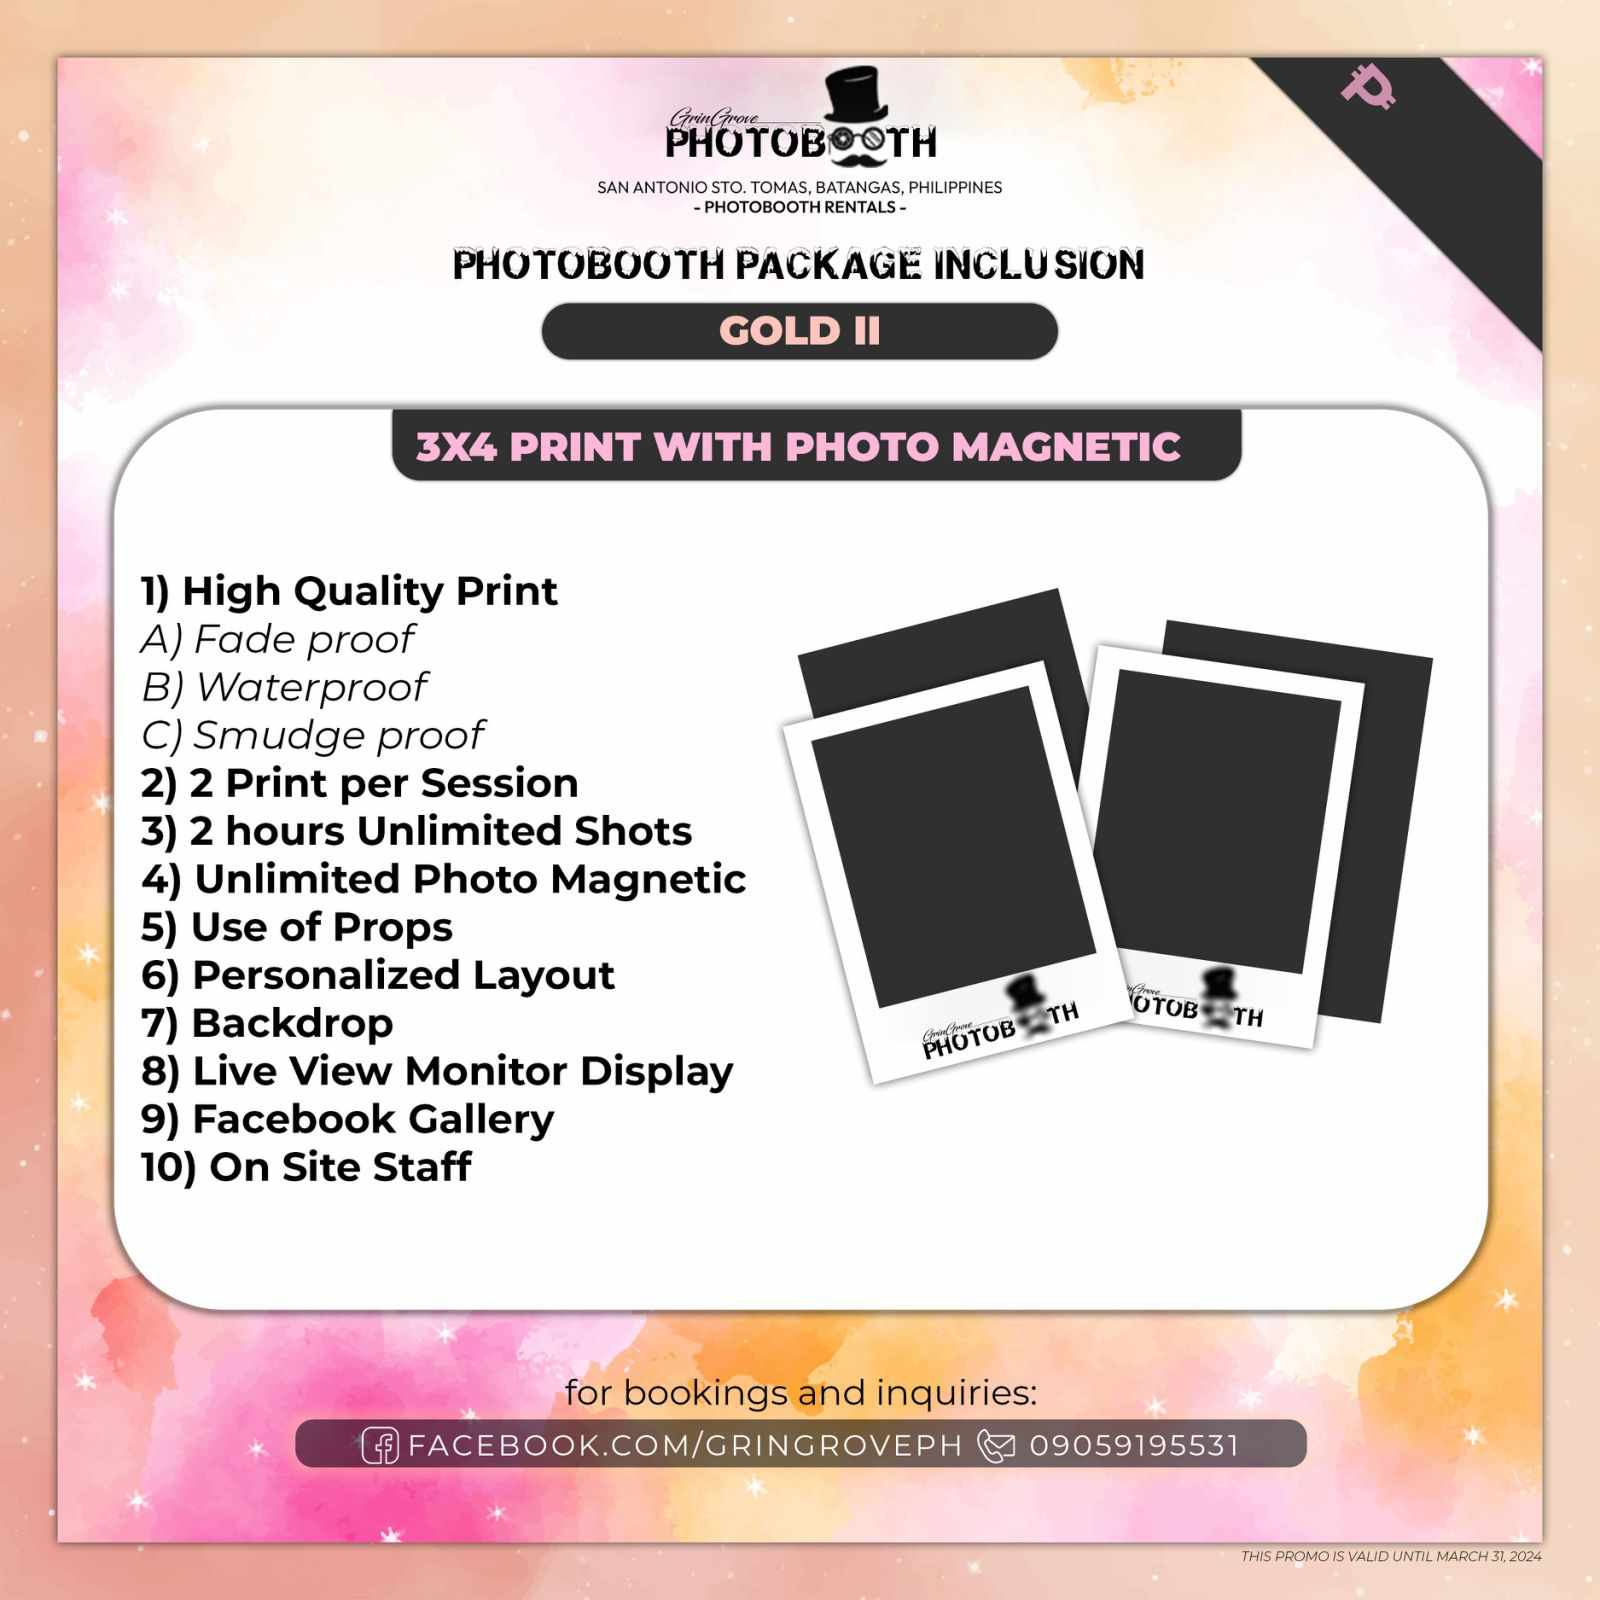 ₱
GrinGrove
PHOTOBOOTH
SAN ANTONIO STO. TOMAS, BATANGAS, PHILIPPINES
- PHOTOBOOTH RENTALS -
PHOTOBOOTH PACKAGE INCLUSION
GOLD II
3X4 PRINT WITH PHOTO MAGNETIC
1) High Quality Print
A) Fade proof
B) Waterproof
C) Smudge proof
2) 2 Print per Session
3) 2 hours Unlimited Shots
4) Unlimited Photo Magnetic
5) Use of Props
6) Personalized Layout
7) Backdrop
8) Live View Monitor Display
9) Facebook Gallery
10) On Site Staff
GrinGrove
PHOTOBOOTH
Grove
HOTOBOOTH
for bookings and inquiries:
FACEBOOK.COM/GRINGROVEPH 09059195531
THIS PROMO IS VALID UNTIL MARCH 31, 2024